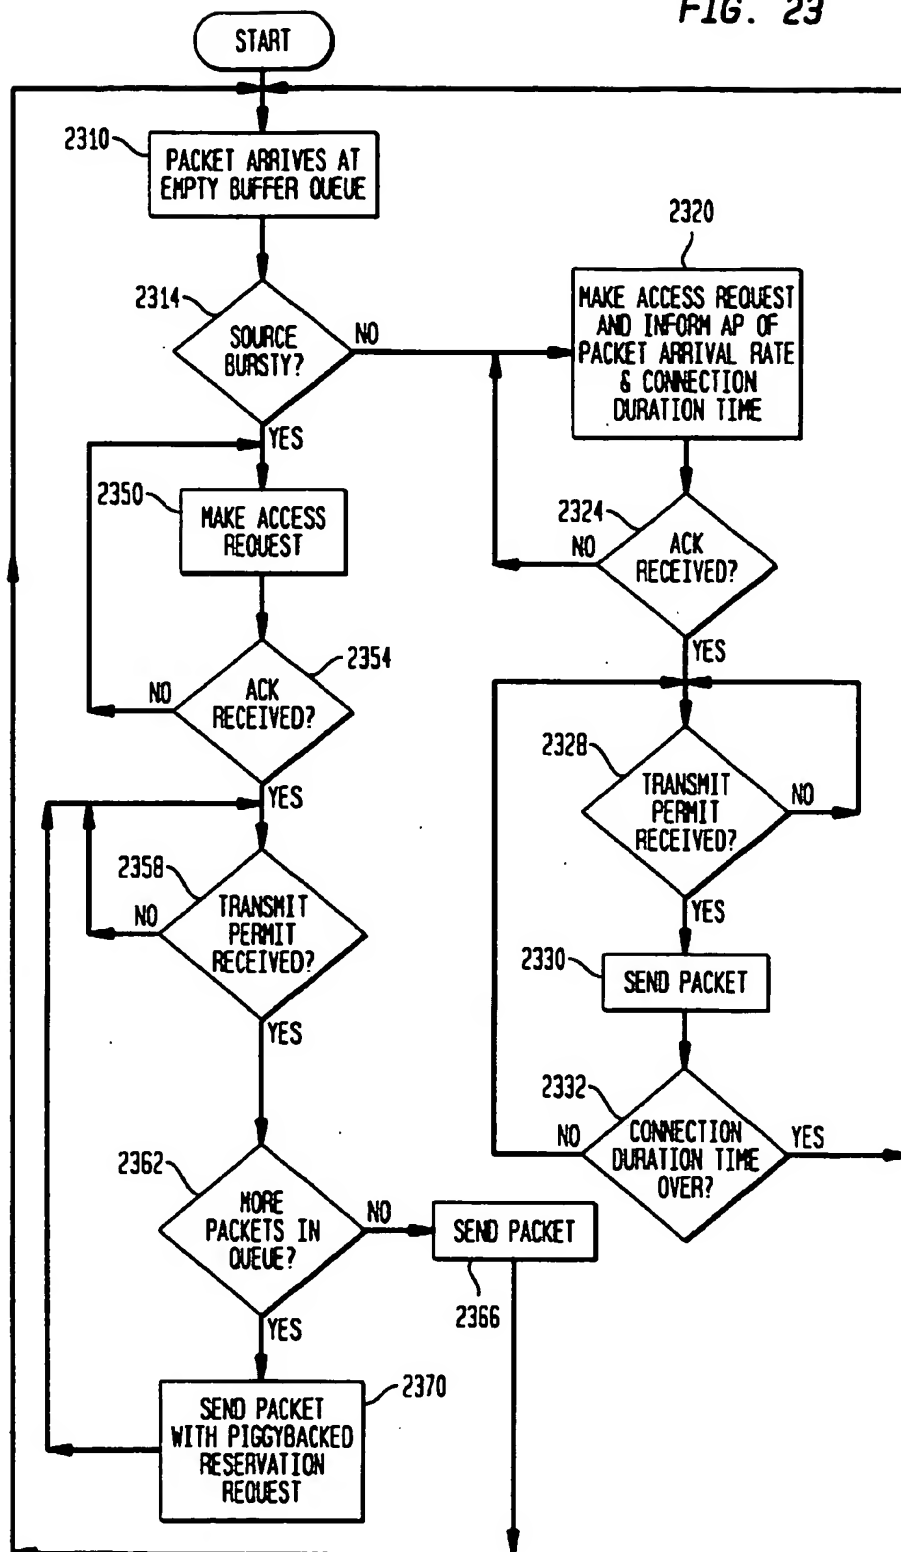 FIG. 23
START
2310
PACKET ARRIVES AT
EMPTY BUFFER QUEUE
2314
SOURCE
BURSTY?
NO
YES
2320
MAKE ACCESS REQUEST
AND INFORM AP OF
PACKET ARRIVAL RATE
& CONNECTION
DURATION TIME
2350
MAKE ACCESS
REQUEST
2324
ACK
RECEIVED?
NO
YES
2354
ACK
RECEIVED?
NO
YES
2328
TRANSMIT
PERMIT
RECEIVED?
NO
YES
2358
TRANSMIT
PERMIT
RECEIVED?
NO
YES
2330
SEND PACKET
2332
CONNECTION
DURATION TIME
OVER?
NO
YES
2362
MORE
PACKETS IN
QUEUE?
NO
YES
SEND PACKET
2366
2370
SEND PACKET
WITH PIGGYBACKED
RESERVATION
REQUEST